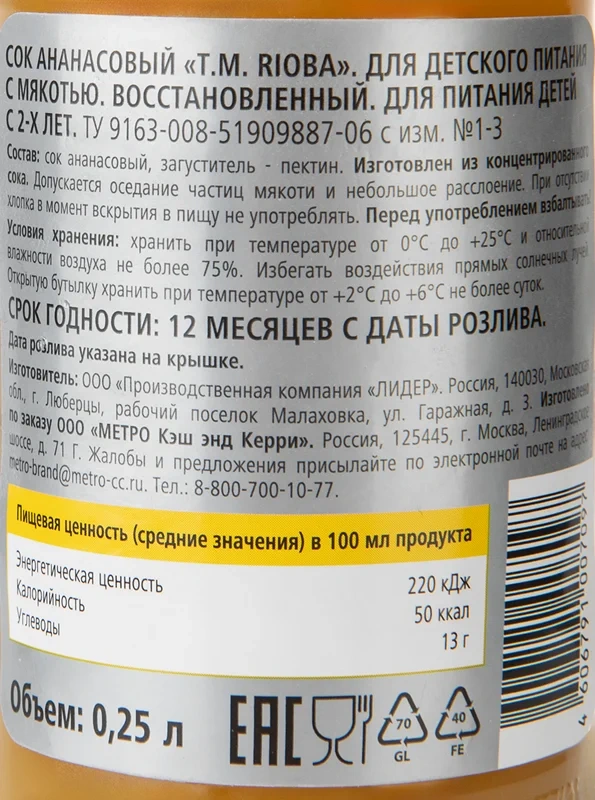 СОК АНАНАСОВЫЙ «Т.М. RIOBA». ДЛЯ ДЕТСКОГО ПИТАНИЯ
С МЯКОТЬЮ. ВОССТАНОВЛЕННЫЙ. ДЛЯ ПИТАНИЯ ДЕТЕЙ
С 2-Х ЛЕТ. ТУ 9163-008-51909887-06 с изм. №1-3
Состав: сок ананасовый, загуститель - пектин. Изготовлен из концентрированного
сока. Допускается оседание частиц мякоти и небольшое расслоение. При отсутствии
хлопка в момент вскрытия в пищу не употреблять. Перед употреблением взбалтывать.
Условия хранения: хранить при температуре от 0°С до +25°С и относительной
влажности воздуха не более 75%. Избегать воздействия прямых солнечных лучей.
Открытую бутылку хранить при температуре от +2°С до +6°С не более суток.
СРОК ГОДНОСТИ: 12 МЕСЯЦЕВ С ДАТЫ РОЗЛИВА.
Дата розлива указана на крышке.
Изготовитель: ООО «Производственная компания «ЛИДЕР». Россия, 140030, Московская
обл., г. Люберцы, рабочий поселок Малаховка, ул. Гаражная, д. 3. Изготовлено
по заказу ООО «МЕТРО Кэш энд Керри». Россия, 125445, г. Москва, Ленинградское
шоссе, д. 71 Г. Жалобы и предложения присылайте по электронной почте на адрес:
metro-brand@metro-cc.ru. Тел.: 8-800-700-10-77.
Пищевая ценность (средние значения) в 100 мл продукта
Энергетическая ценность 220 кДж
Калорийность 50 ккал
Углеводы 13 г
Объем: 0,25 л
EAC
70
GL
40
FE
4 606791 007097